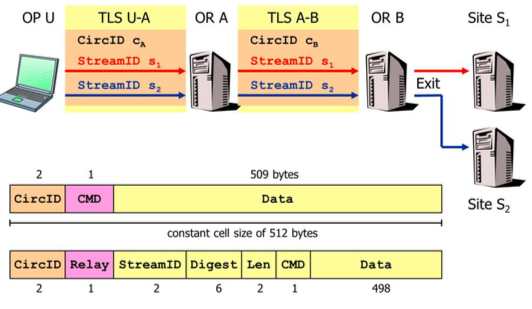 OP U TLS U-A OR A TLS A-B OR B Site S1
CircID cA CircID cB
StreamID s1 StreamID s1
StreamID s2 StreamID s2 Exit
Site S2
2 1 509 bytes
CircID CMD Data
constant cell size of 512 bytes
CircID Relay StreamID Digest Len CMD Data
2 1 2 6 2 1 498